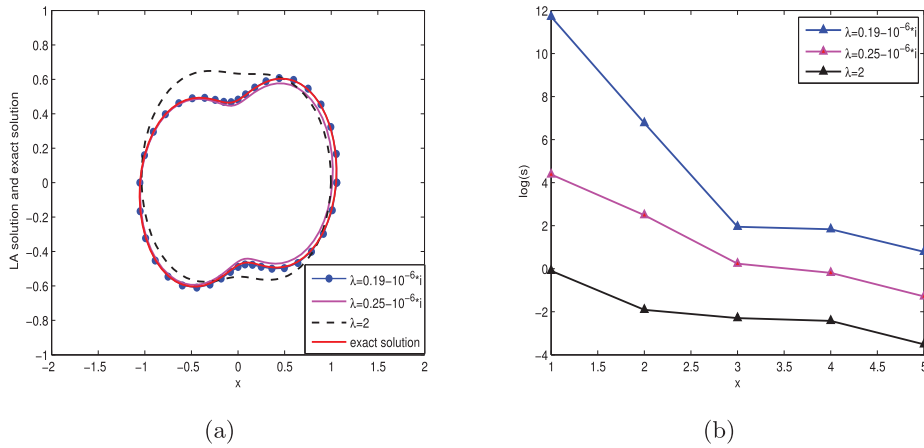 1
0.8
0.6
0.4
0.2
0
−0.2
−0.4
−0.6
−0.8
−1
LA solution and exact solution
−2 −1.5 −1 −0.5 0 0.5 1 1.5 2
x
λ=0.19−10^−6*i
λ=0.25−10^−6*i
λ=2
exact solution
(a)
12
10
8
6
4
2
0
−2
−4
log(s)
1 1.5 2 2.5 3 3.5 4 4.5 5
x
λ=0.19−10^−6*i
λ=0.25−10^−6*i
λ=2
(b)